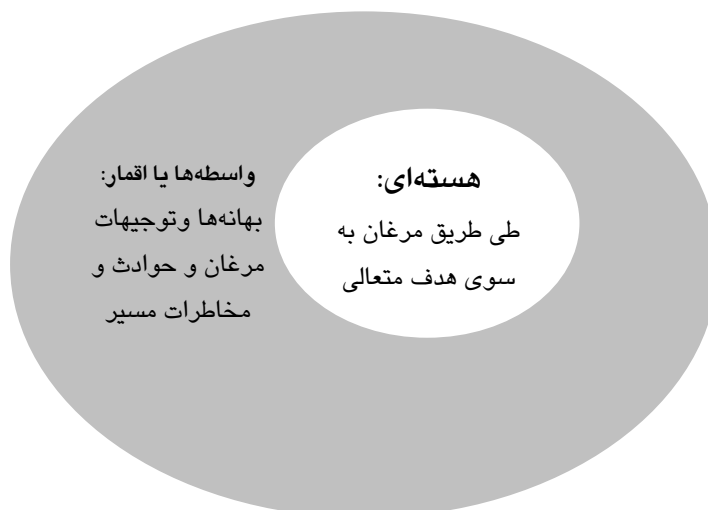 هسته‌ای:
طی طریق مرغان به
سوی هدف متعالی
واسطه‌ها یا اقمار:
بهانه‌ها وتوجیهات
مرغان و حوادث و
مخاطرات مسیر